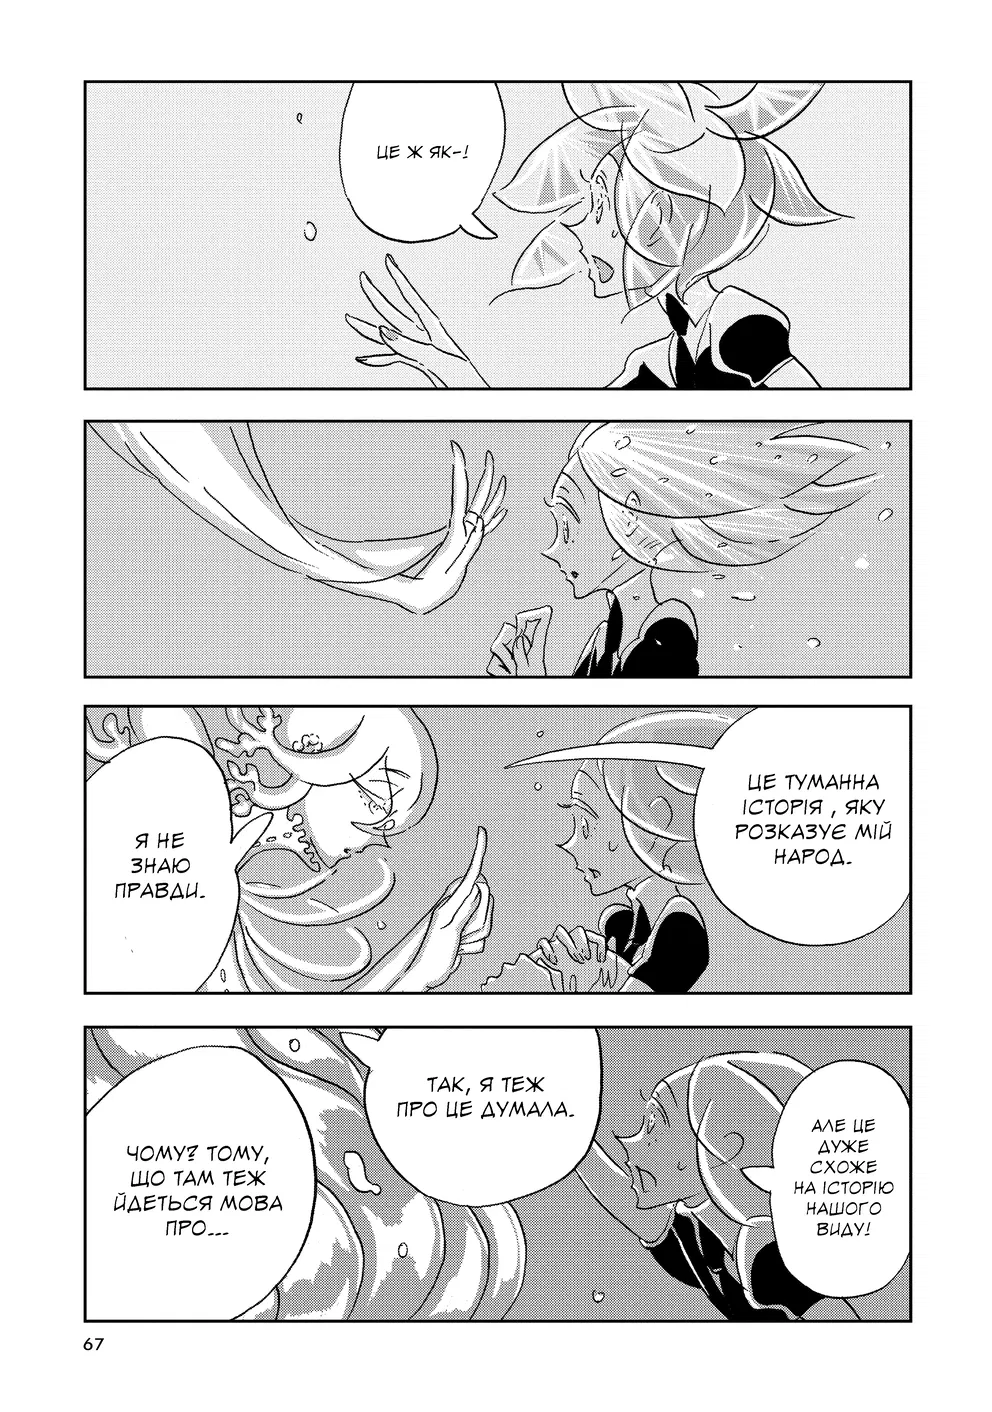 ЦЕ Ж ЯК-!
ЦЕ ТУМАННА
ІСТОРІЯ , ЯКУ
РОЗКАЗУЄ МІЙ
НАРОД.
Я НЕ
ЗНАЮ
ПРАВДИ.
АЛЕ ЦЕ
ДУЖЕ
СХОЖЕ
НА ІСТОРІЮ
НАШОГО
ВИДУ!
ТАК, Я ТЕЖ
ПРО ЦЕ ДУМАЛА.
ЧОМУ? ТОМУ,
ЩО ТАМ ТЕЖ
ЙДЕТЬСЯ МОВА
ПРО...
67